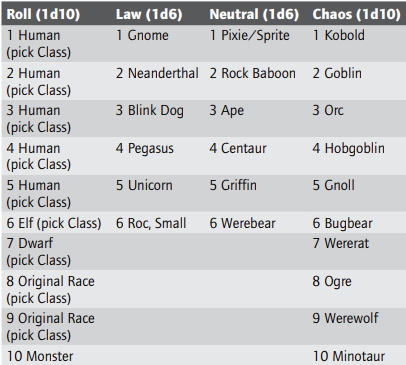 Roll (1d10) Law (1d6) Neutral (1d6) Chaos (1d10)
1 Human 1 Gnome 1 Pixie/Sprite 1 Kobold
(pick Class)
2 Human 2 Neanderthal 2 Rock Baboon 2 Goblin
(pick Class)
3 Human 3 Blink Dog 3 Ape 3 Orc
(pick Class)
4 Human 4 Pegasus 4 Centaur 4 Hobgoblin
(pick Class)
5 Human 5 Unicorn 5 Griffin 5 Gnoll
(pick Class)
6 Elf (pick Class) 6 Roc, Small 6 Werebear 6 Bugbear
7 Dwarf 7 Wererat
(pick Class)
8 Original Race 8 Ogre
(pick Class)
9 Original Race 9 Werewolf
(pick Class)
10 Monster 10 Minotaur